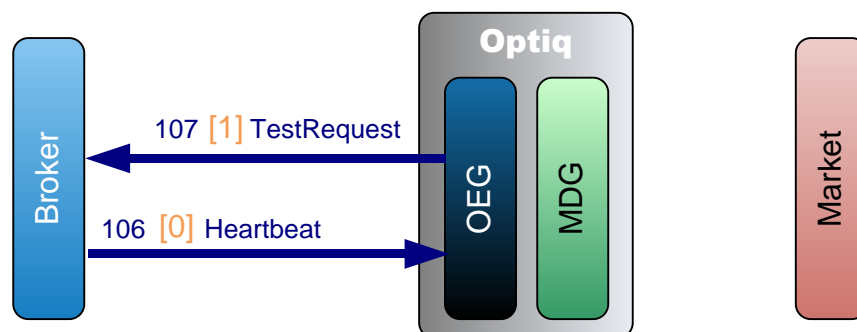 Optiq
107 [1] TestRequest
106 [0] Heartbeat
Broker
OEG
MDG
Market